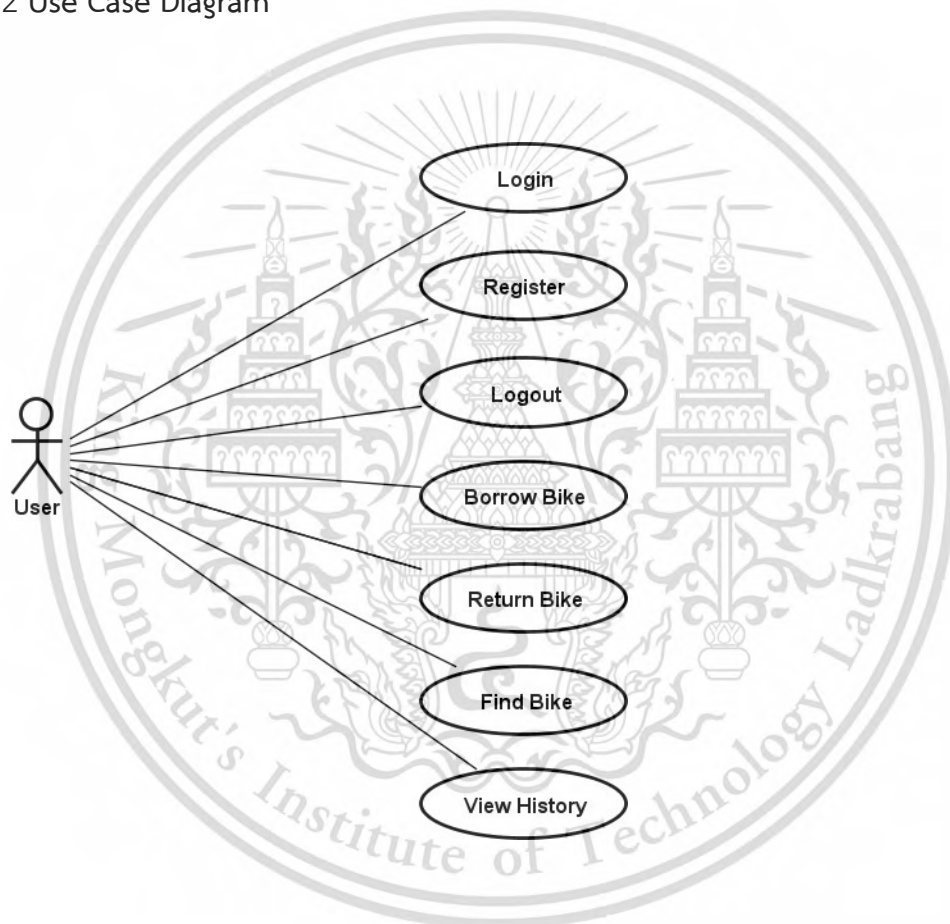 2 Use Case Diagram
Login
Register
Logout
Borrow Bike
Return Bike
Find Bike
View History
User
King Mongkut's Institute of Technology Ladkrabang